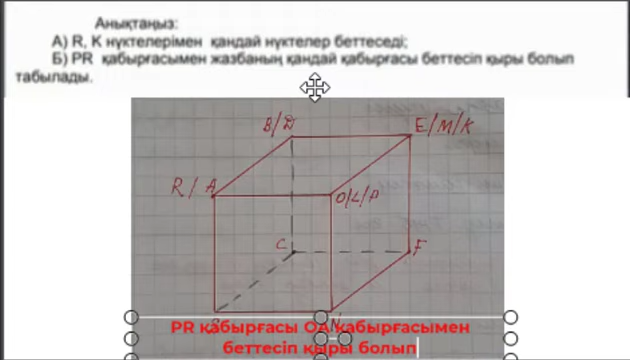 Анықтаңыз:
А) R, K нүктелерімен қандай нүктелер беттеседі;
Б) PR қабырғасымен жазбаның қандай қабырғасы беттесіп қыры болып
табылады.
B/D
E/M/K
R/A
O/L/P
C
F
N
PR қабырғасы OA қабырғасымен
беттесіп қыры болып